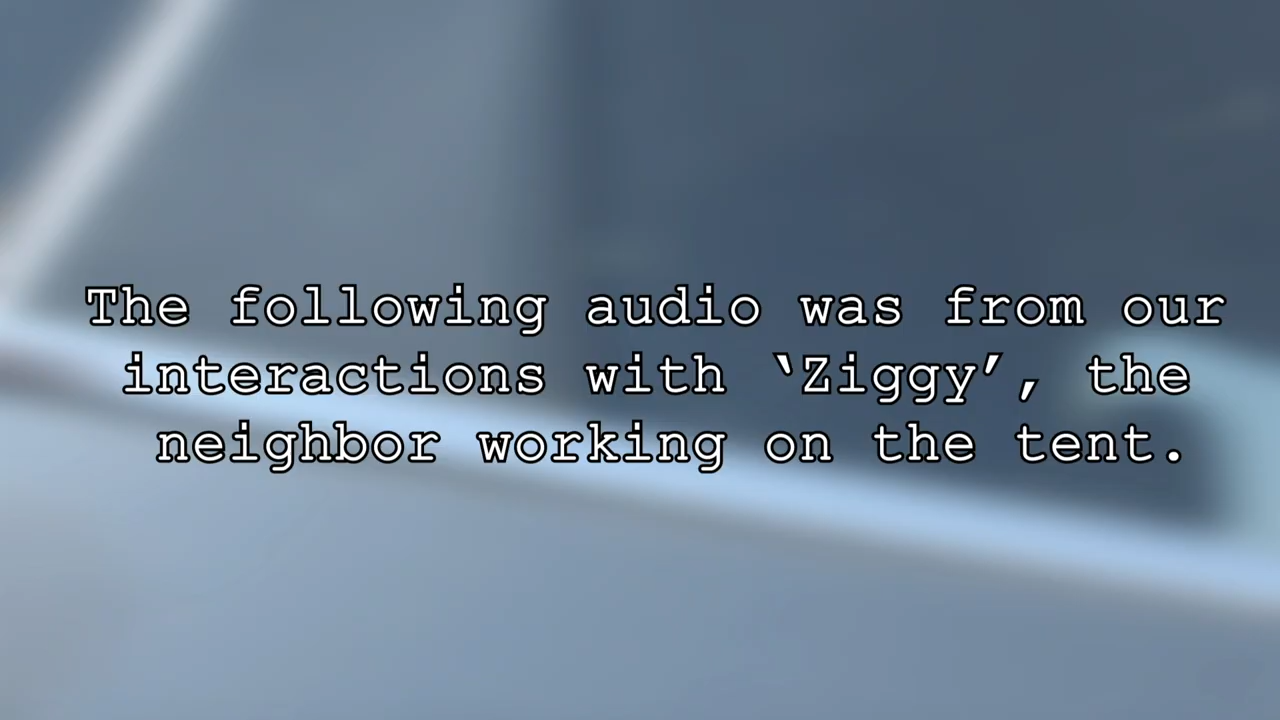 The following audio was from our
interactions with ‘Ziggy’, the
neighbor working on the tent.